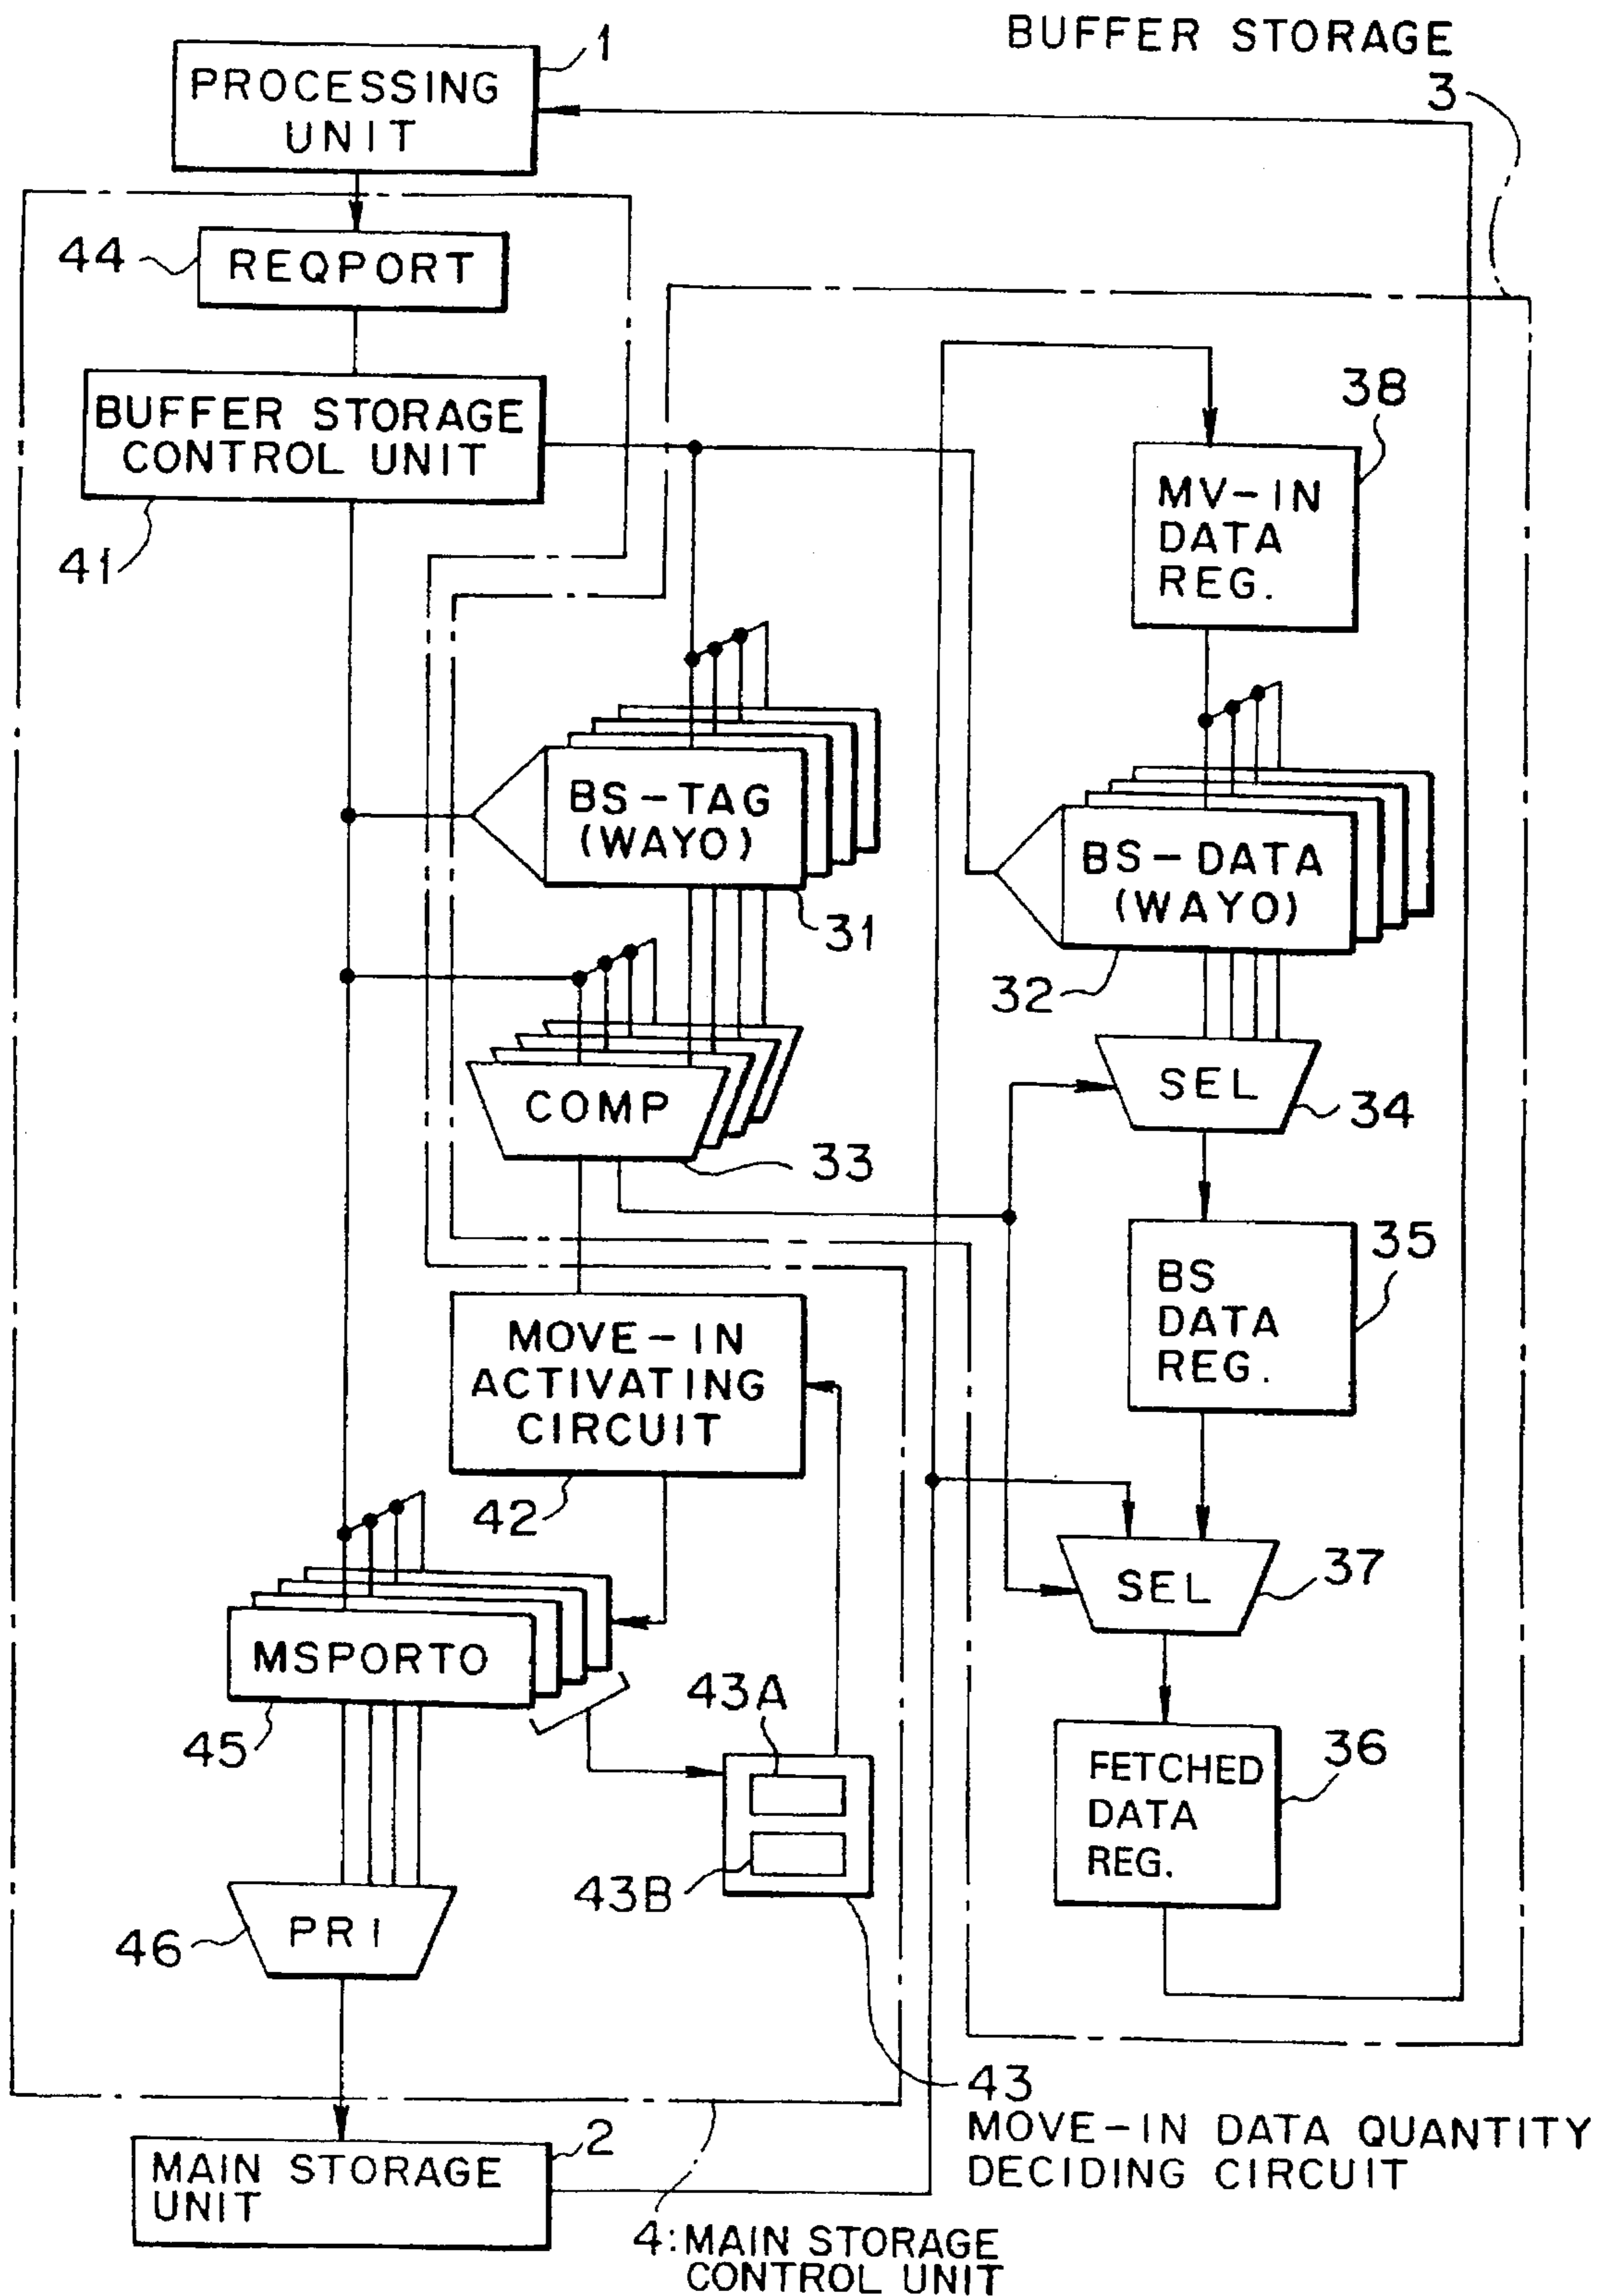 BUFFER STORAGE
3
1
PROCESSING
UNIT
44
REQPORT
BUFFER STORAGE
CONTROL UNIT
41
38
MV-IN
DATA
REG.
BS-TAG
(WAYO)
31
BS-DATA
(WAYO)
32
COMP
33
SEL
34
35
BS
DATA
REG.
MOVE-IN
ACTIVATING
CIRCUIT
42
SEL
37
MSPORTO
45
43A
43B
FETCHED
DATA
REG.
36
PRI
46
43
MOVE-IN DATA QUANTITY
DECIDING CIRCUIT
2
MAIN STORAGE
UNIT
4:MAIN STORAGE
CONTROL UNIT